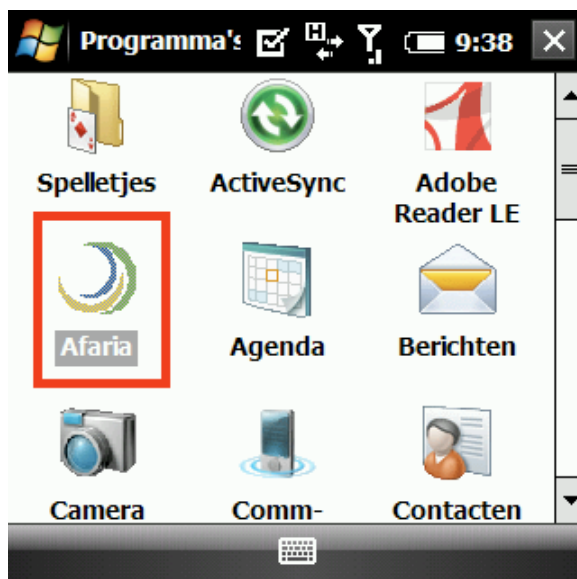 Programma's
H
9:38
Spelletjes
ActiveSync
Adobe
Reader LE
Afaria
Agenda
Berichten
Camera
Comm-
Contacten